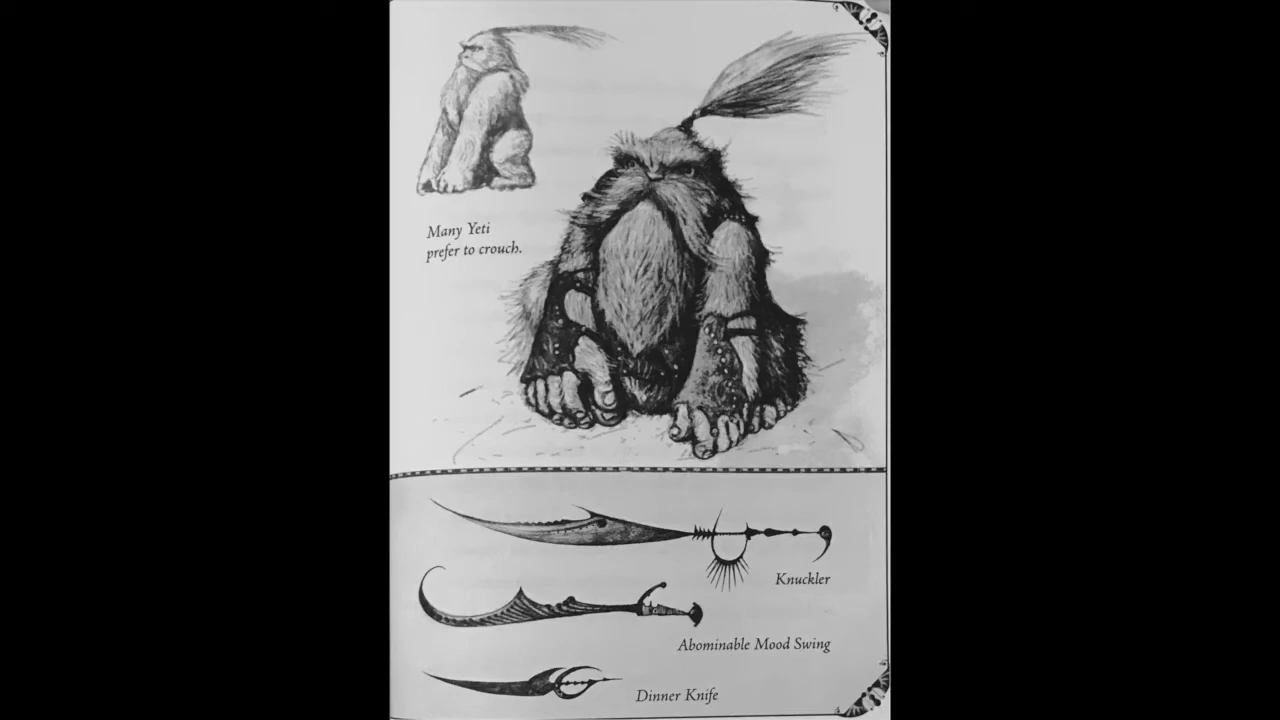 Many Yeti
prefer to crouch.
Knuckler
Abominable Mood Swing
Dinner Knife